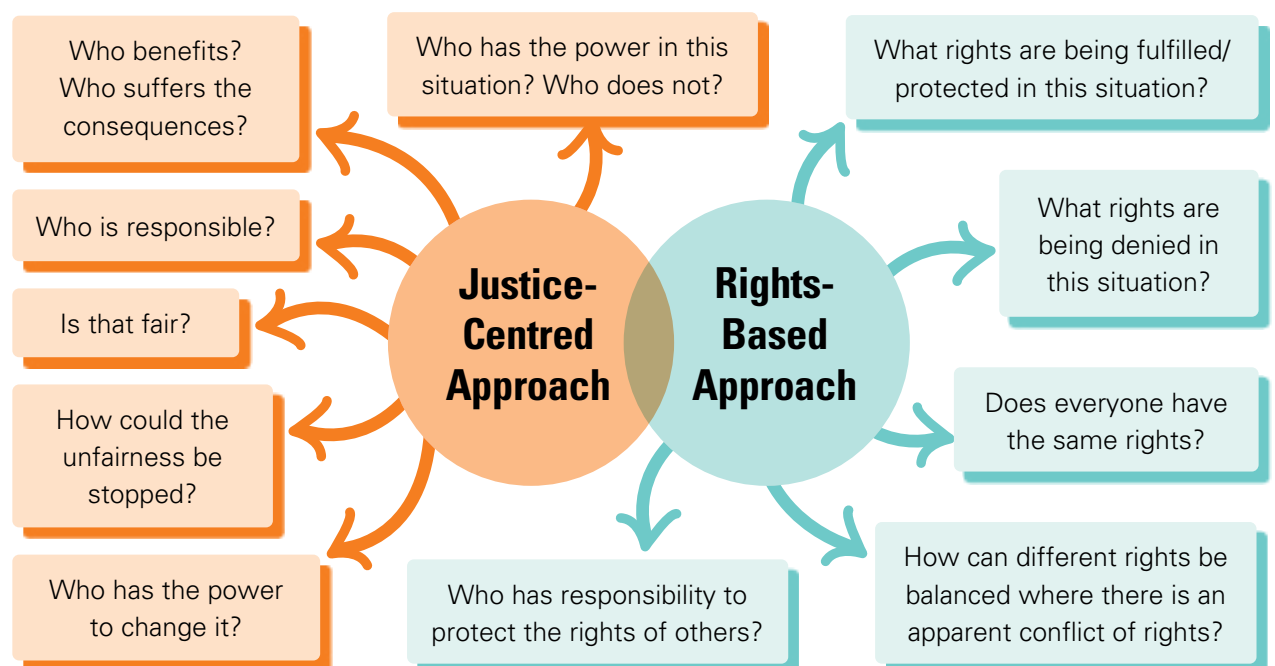 Who benefits?
Who suffers the
consequences?
Who has the power in this
situation? Who does not?
What rights are being fulfilled/
protected in this situation?
Who is responsible?
What rights are
being denied in
this situation?
Is that fair?
Justice-
Centred
Approach
Rights-
Based
Approach
How could the
unfairness be
stopped?
Does everyone have
the same rights?
Who has the power
to change it?
Who has responsibility to
protect the rights of others?
How can different rights be
balanced where there is an
apparent conflict of rights?